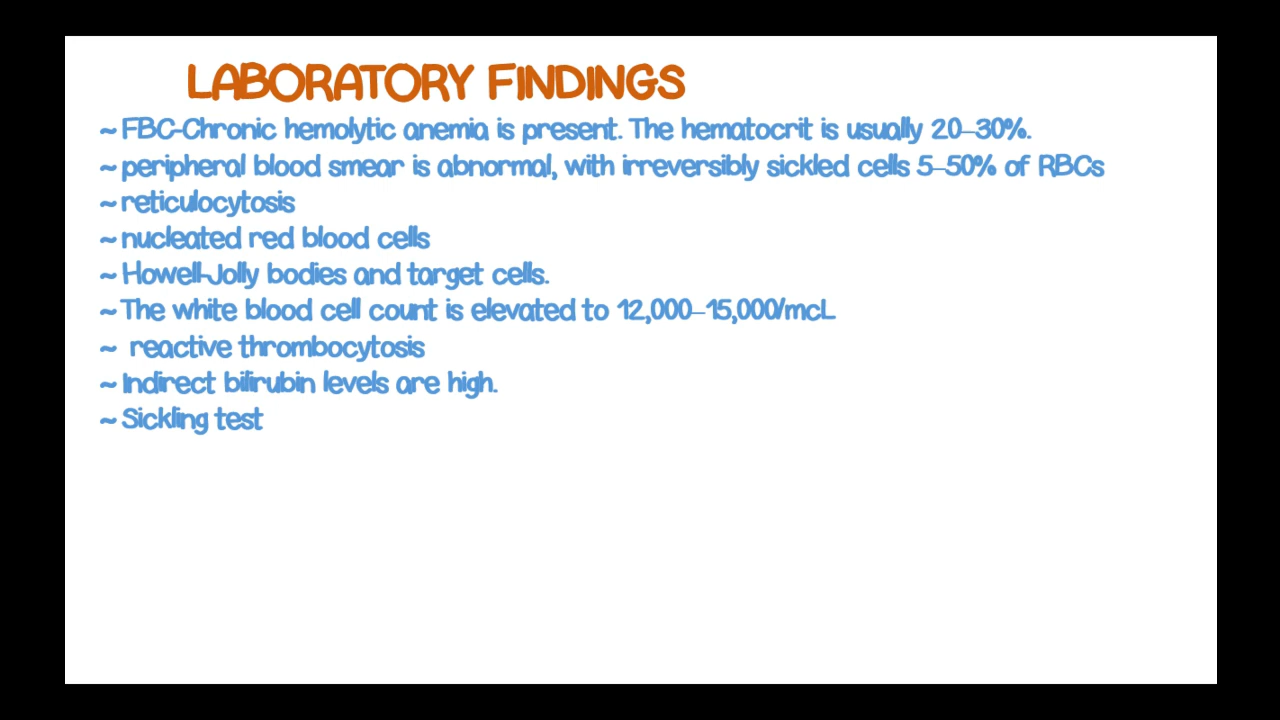 LABORATORY FINDINGS
~ FBC-Chronic hemolytic anemia is present. The hematocrit is usually 20–30%.
~ peripheral blood smear is abnormal, with irreversibly sickled cells 5–50% of RBCs
~ reticulocytosis
~ nucleated red blood cells
~ Howell-Jolly bodies and target cells.
~ The white blood cell count is elevated to 12,000–15,000/mcL
~ reactive thrombocytosis
~ Indirect bilirubin levels are high.
~ Sickling test